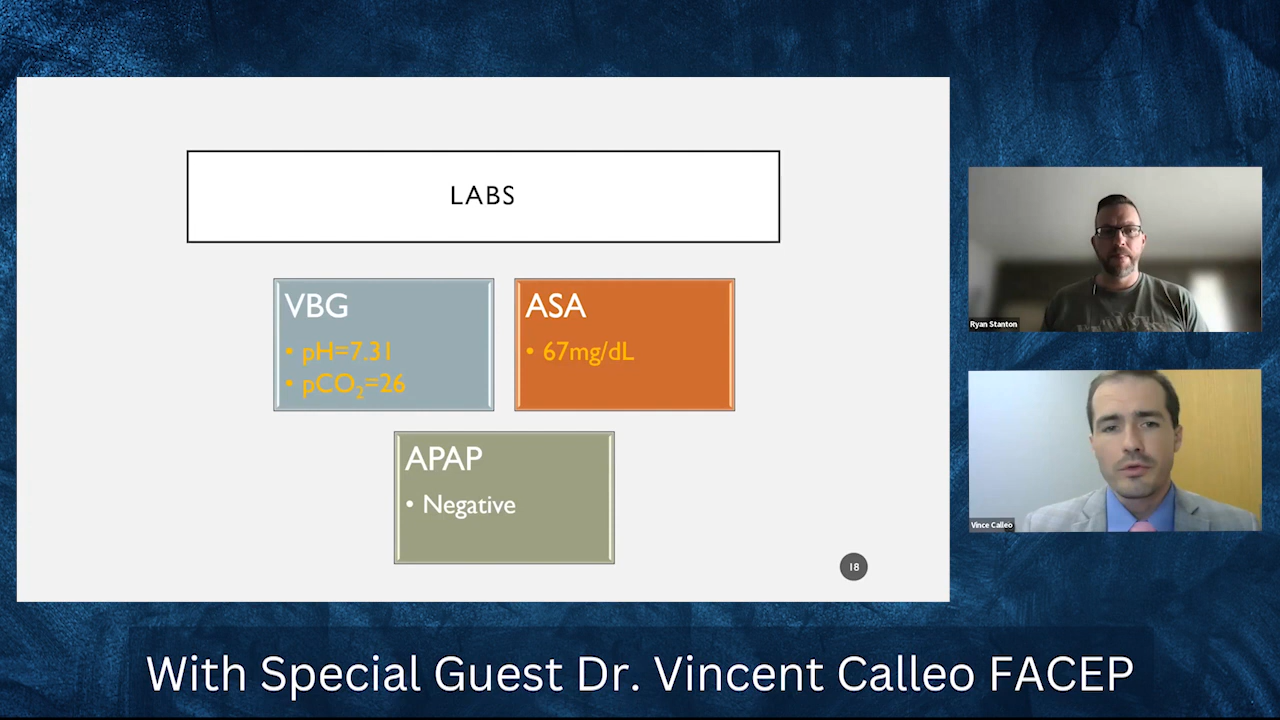 LABS
VBG
• pH=7.31
• pCO₂=26
ASA
• 67mg/dL
APAP
• Negative
18
Ryan Stanton
Vince Calleo
With Special Guest Dr. Vincent Calleo FACEP